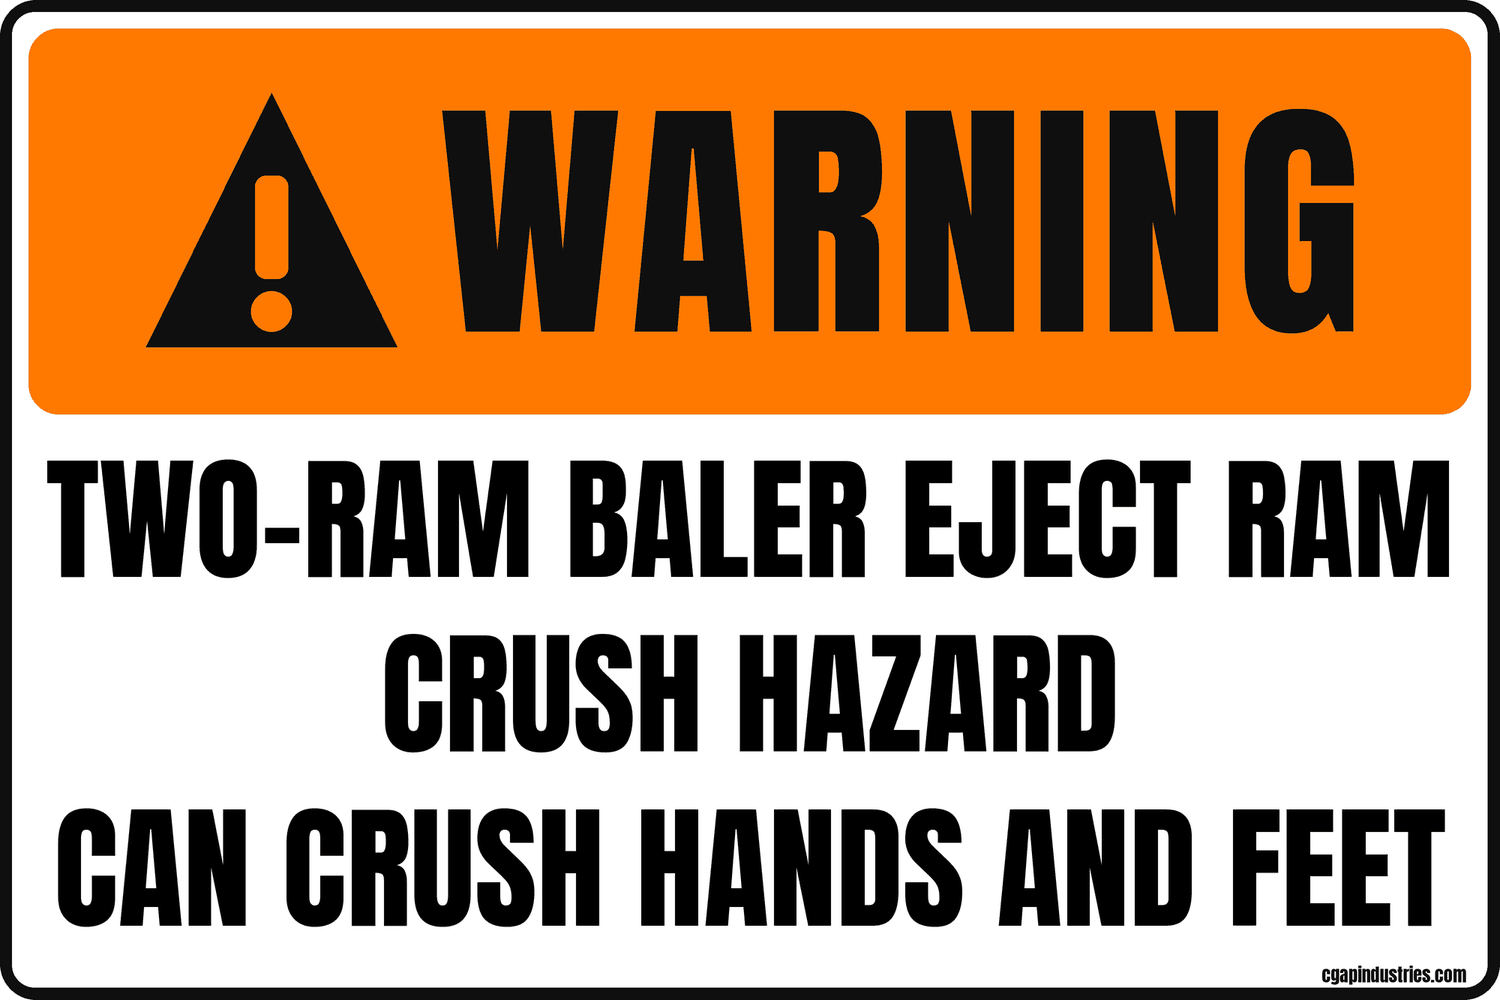 WARNING
TWO-RAM BALER EJECT RAM
CRUSH HAZARD
CAN CRUSH HANDS AND FEET
cgapindustries.com